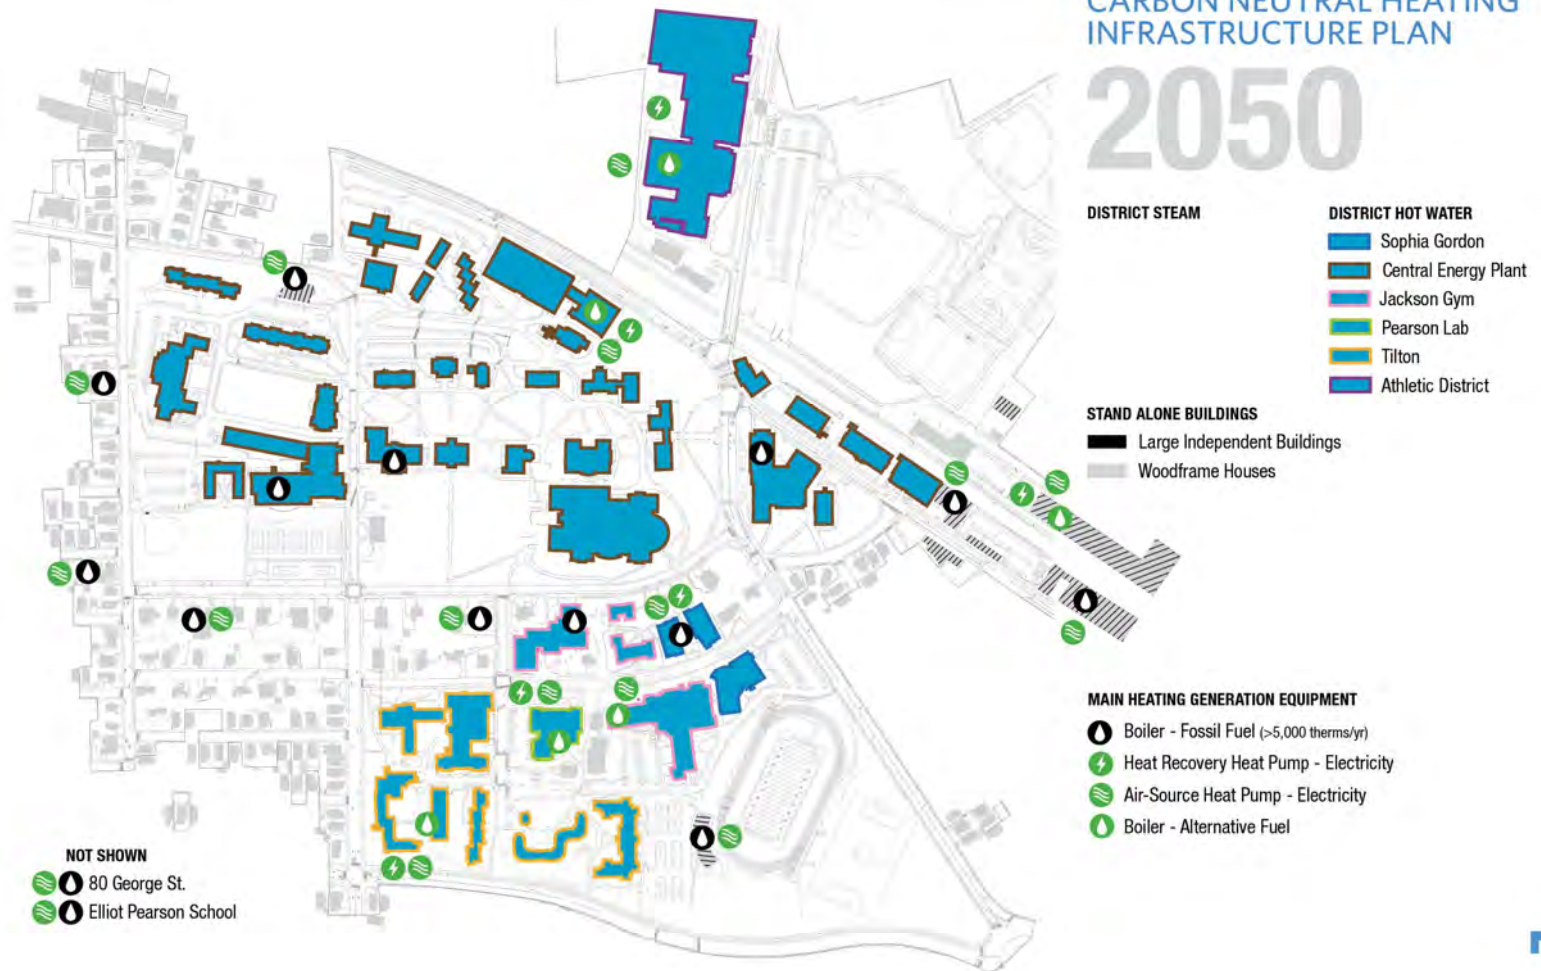 CARBON NEUTRAL HEATING
INFRASTRUCTURE PLAN
2050
DISTRICT STEAM
DISTRICT HOT WATER
Sophia Gordon
Central Energy Plant
Jackson Gym
Pearson Lab
Tilton
Athletic District
STAND ALONE BUILDINGS
Large Independent Buildings
Woodframe Houses
MAIN HEATING GENERATION EQUIPMENT
Boiler - Fossil Fuel (>5,000 therms/yr)
Heat Recovery Heat Pump - Electricity
Air-Source Heat Pump - Electricity
Boiler - Alternative Fuel
NOT SHOWN
80 George St.
Elliot Pearson School